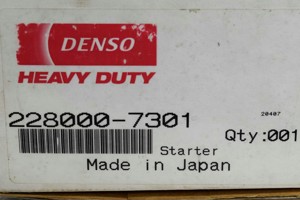 DENSO
HEAVY DUTY
20407
228000-7301
Qty:001
Starter
Made in Japan